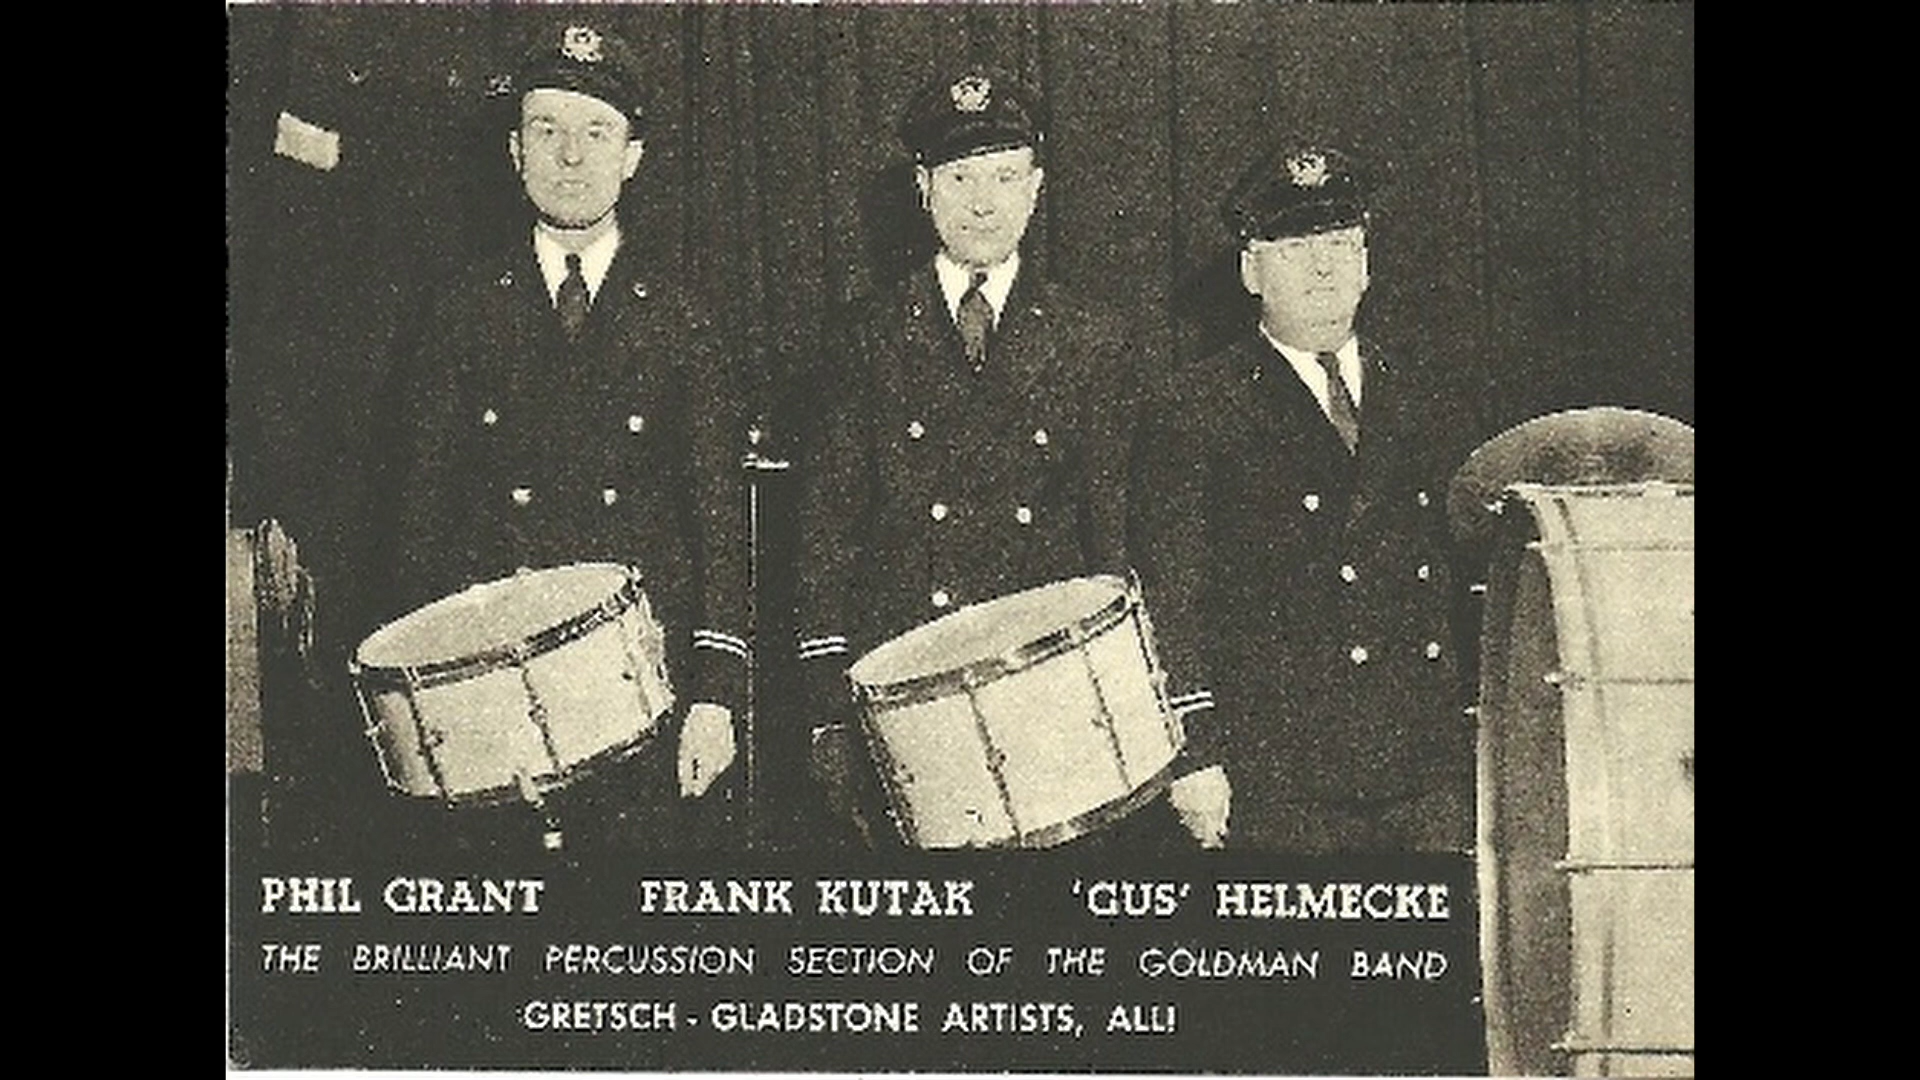 PHIL GRANT FRANK KUTAK 'GUS' HELMECKE
THE BRILLIANT PERCUSSION SECTION OF THE GOLDMAN BAND
GRETSCH - GLADSTONE ARTISTS, ALL!